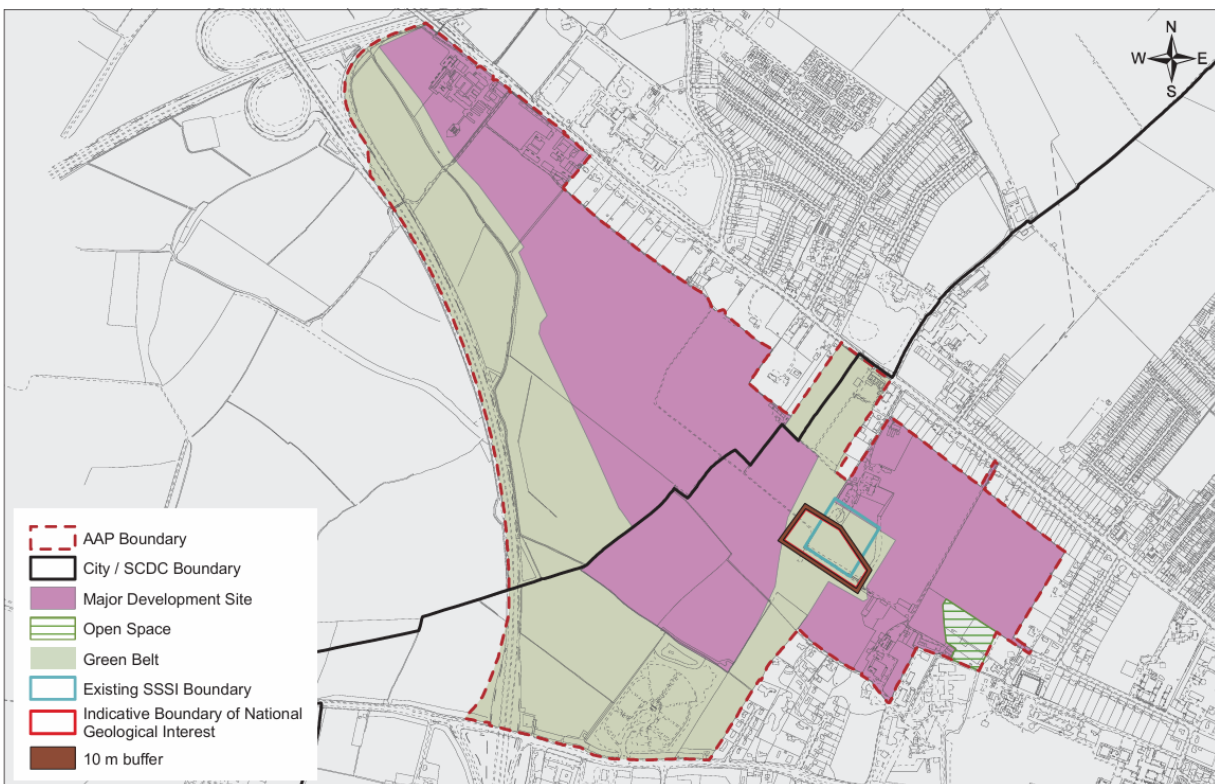 N
W E
S
AAP Boundary
City / SCDC Boundary
Major Development Site
Open Space
Green Belt
Existing SSSI Boundary
Indicative Boundary of National
Geological Interest
10 m buffer